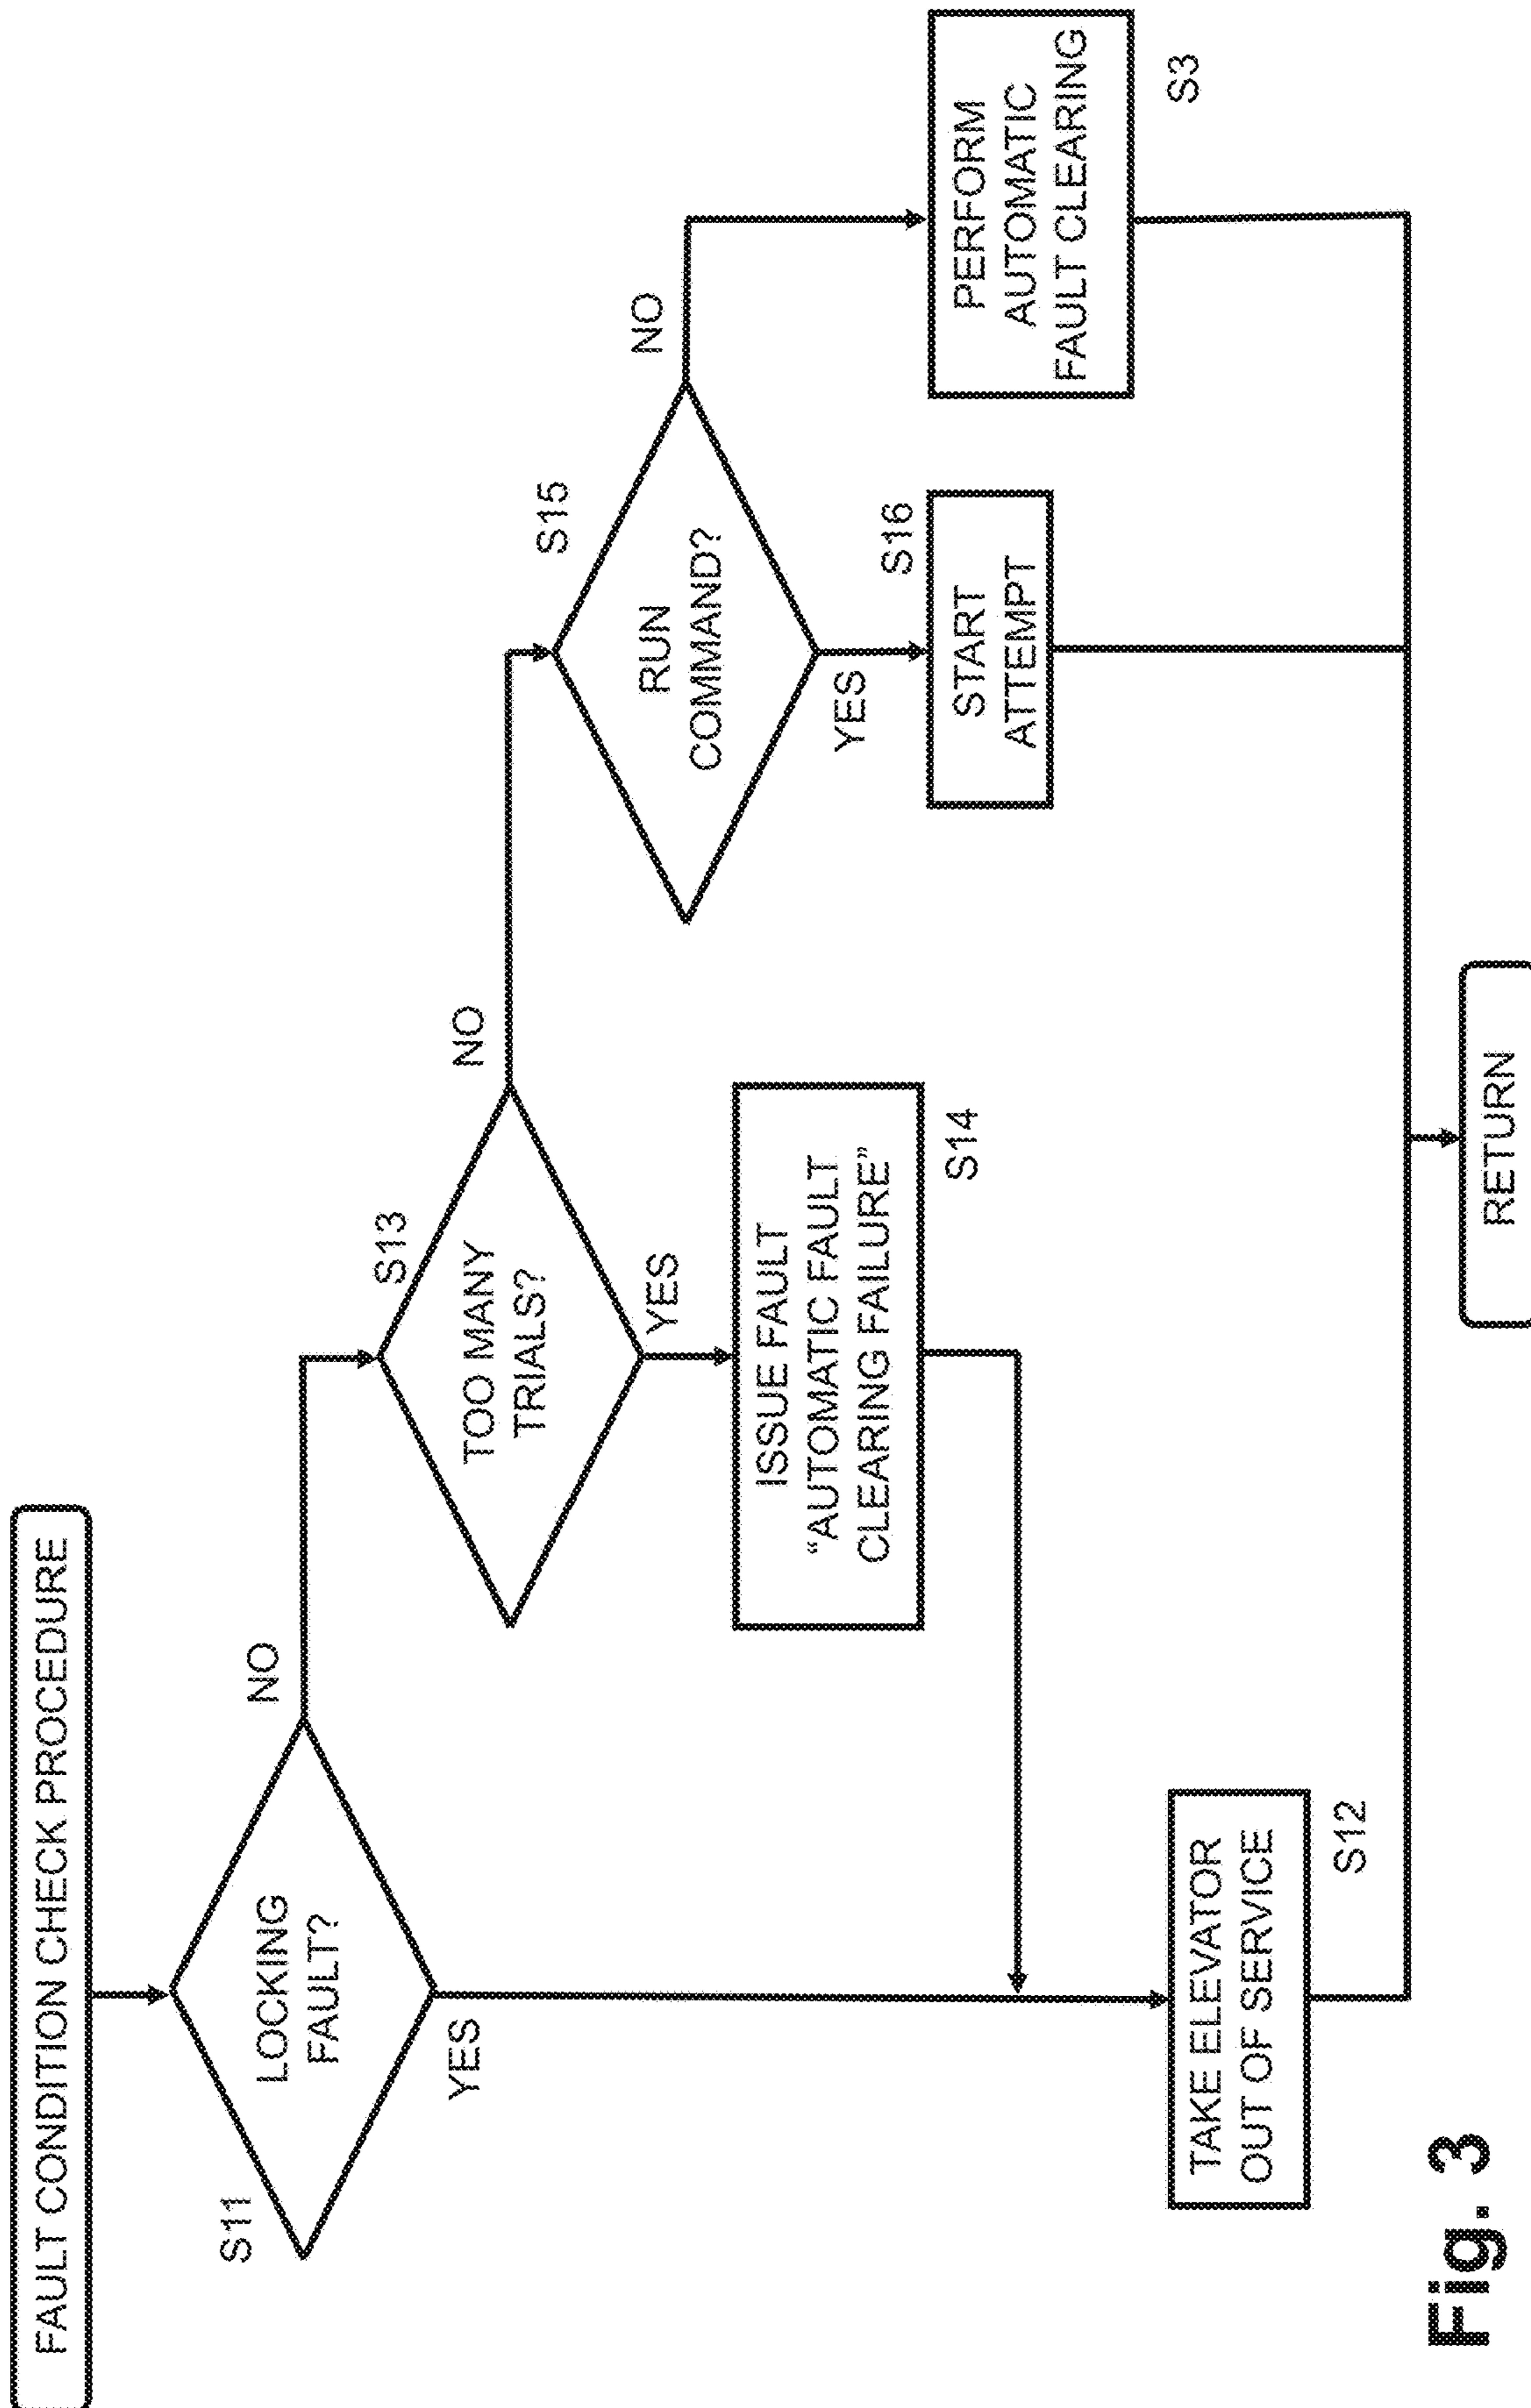 FAULT CONDITION CHECK PROCEDURE
S11
LOCKING
FAULT?
NO
YES
S13
TOO MANY
TRIALS?
NO
YES
ISSUE FAULT
"AUTOMATIC FAULT
CLEARING FAILURE"
S14
S15
RUN
COMMAND?
NO
YES
S16
START
ATTEMPT
PERFORM
AUTOMATIC
FAULT CLEARING
S3
TAKE ELEVATOR
OUT OF SERVICE
S12
RETURN
Fig. 3